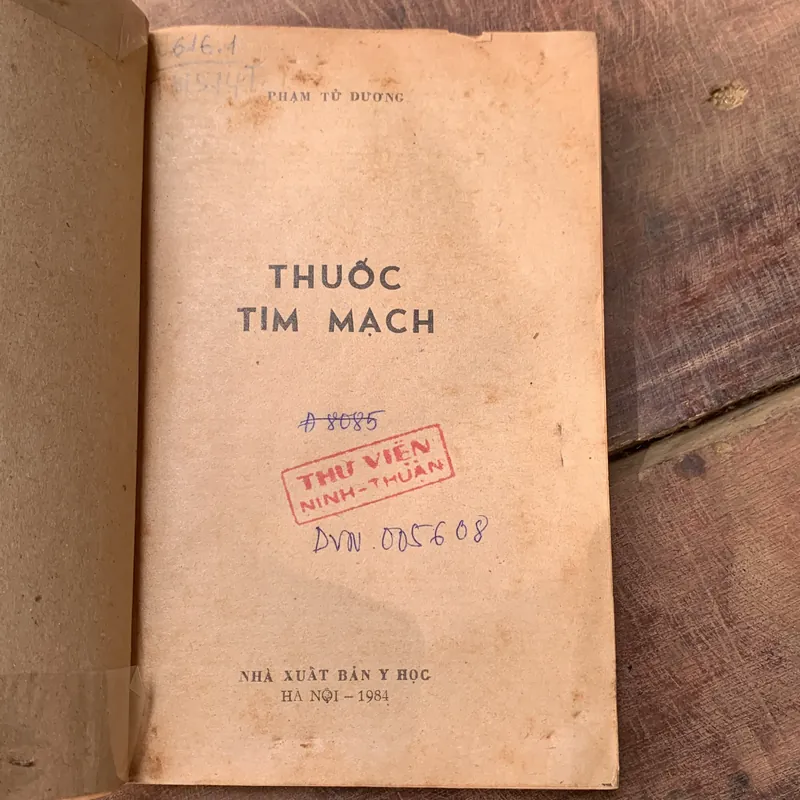 616.1
PHẠM TỬ DƯƠNG
THUỐC
TIM MẠCH
A 8085
THƯ VIỆN
NINH-THUẬN
DVN.005608
NHÀ XUẤT BẢN Y HỌC
HÀ NỘI - 1984